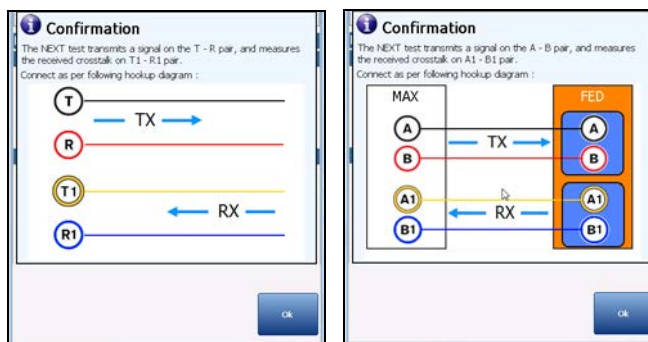 Confirmation
The NEXT test transmits a signal on the T - R pair, and measures
the received crosstalk on T1 - R1 pair.
Connect as per following hookup diagram :
T
TX
R
T1
RX
R1
Ok
Confirmation
The NEXT test transmits a signal on the A - B pair, and measures
the received crosstalk on A1 - B1 pair.
Connect as per following hookup diagram :
MAX FED
A A
TX
B B
A1 A1
RX
B1 B1
Ok